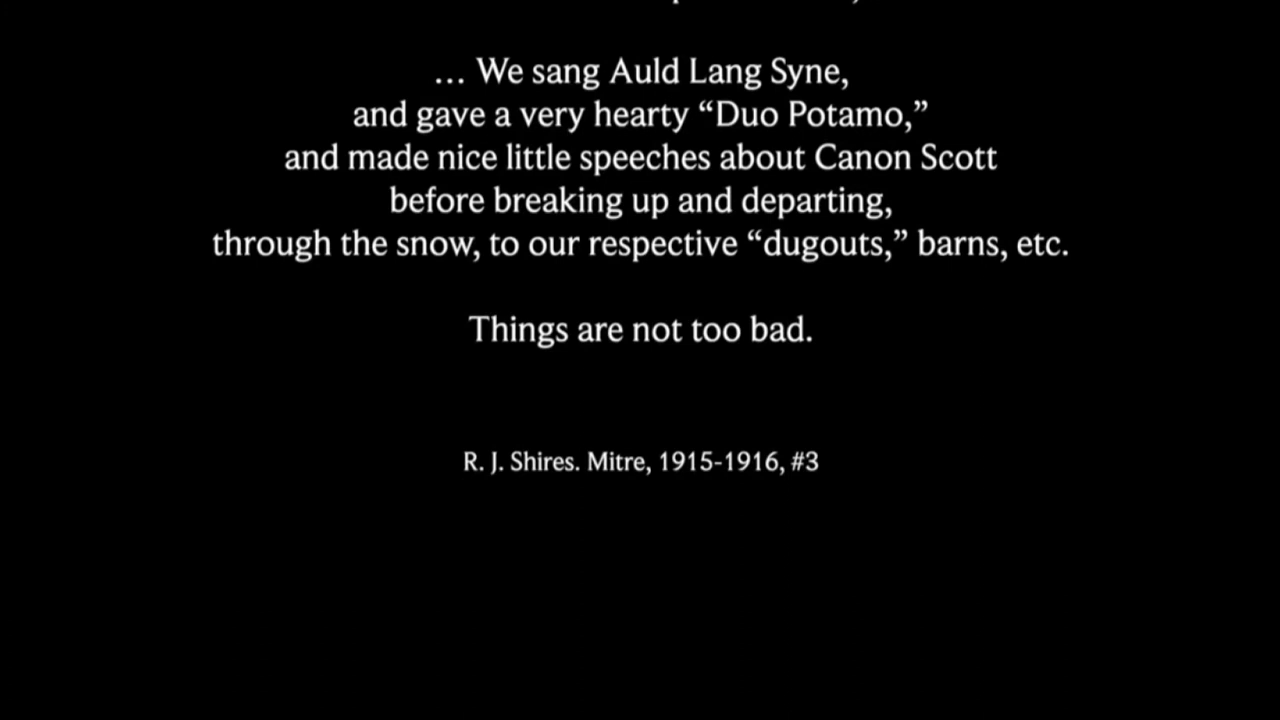 … We sang Auld Lang Syne,
and gave a very hearty “Duo Potamo,”
and made nice little speeches about Canon Scott
before breaking up and departing,
through the snow, to our respective “dugouts,” barns, etc.
Things are not too bad.
R. J. Shires. Mitre, 1915-1916, #3